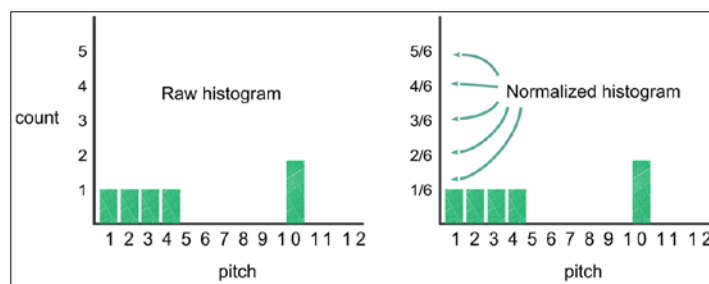 5
4
3
2
1
count
Raw histogram
1 2 3 4 5 6 7 8 9 10 11 12
pitch
5/6
4/6
3/6
2/6
1/6
Normalized histogram
1 2 3 4 5 6 7 8 9 10 11 12
pitch